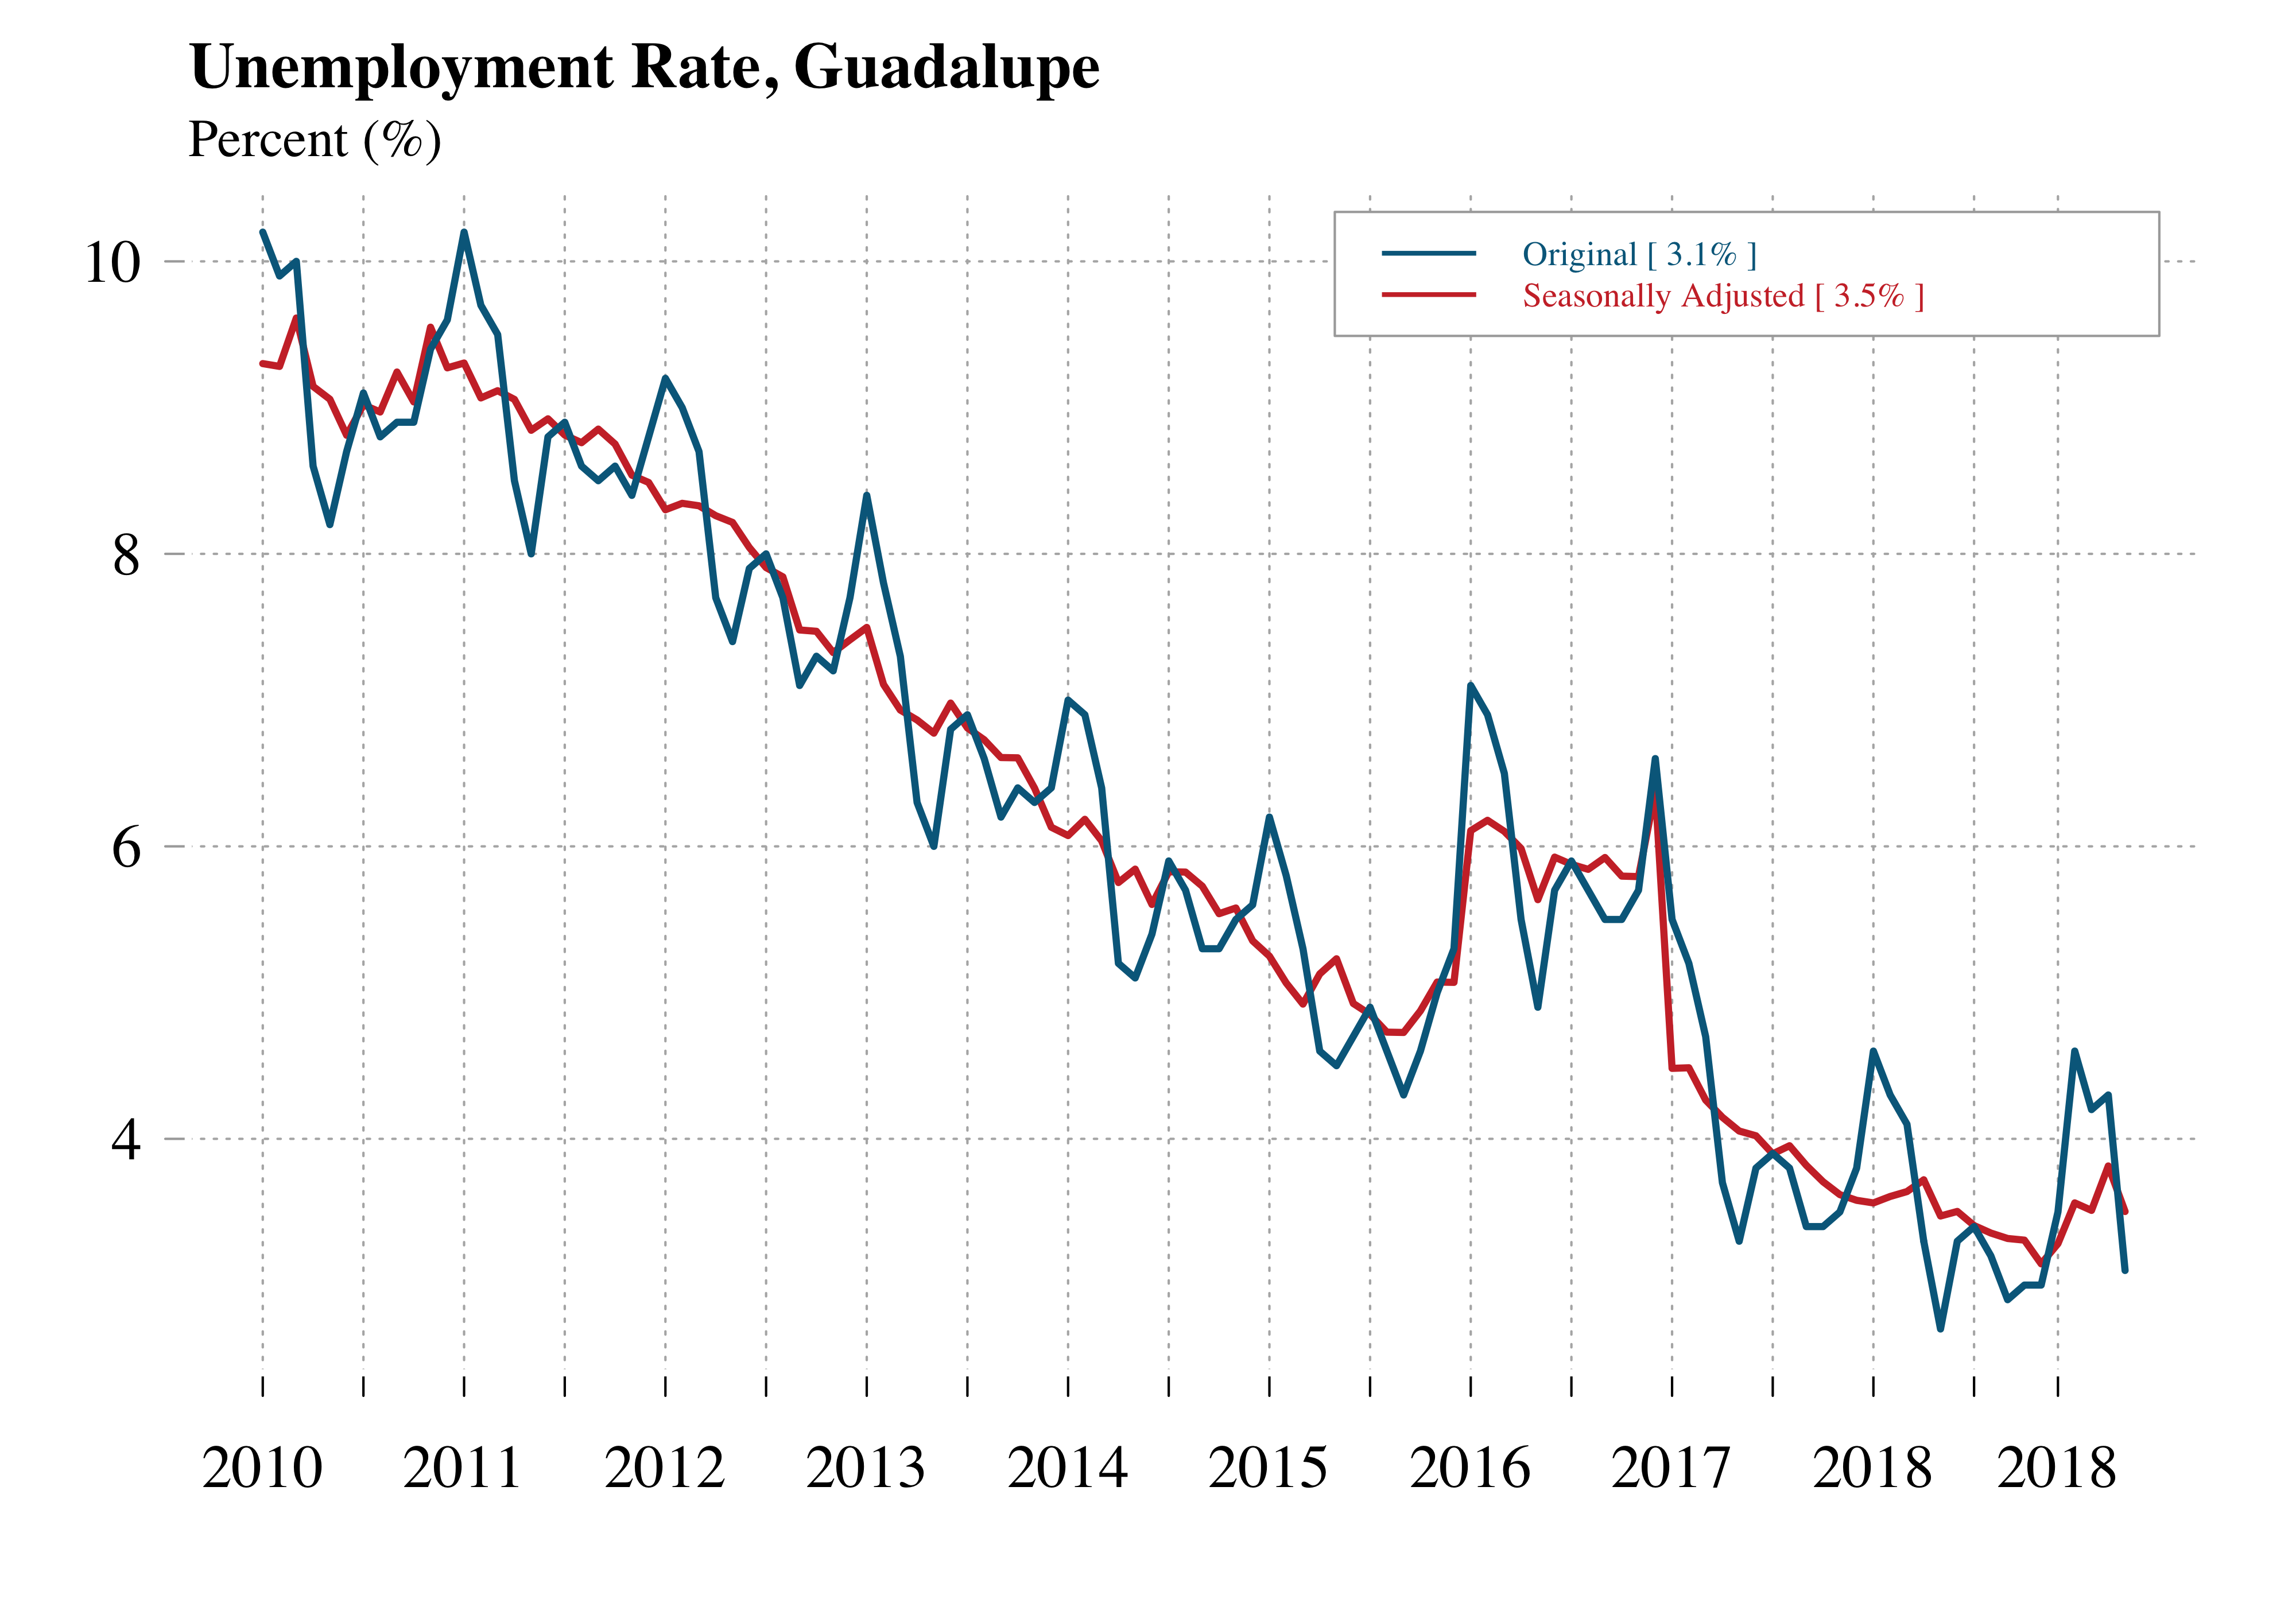 Unemployment Rate, Guadalupe
Percent (%)
Original [ 3.1% ]
Seasonally Adjusted [ 3.5% ]
10
8
6
4
2010 2011 2012 2013 2014 2015 2016 2017 2018 2018